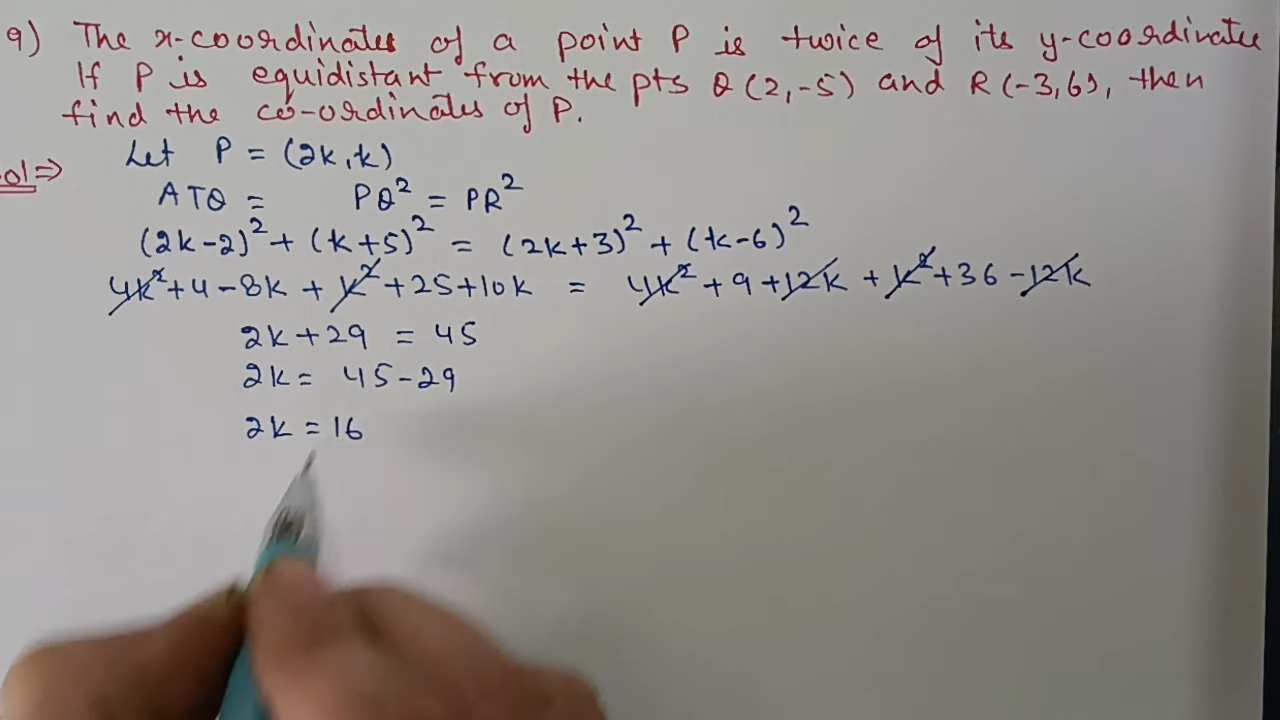 9) The x-coordinates of a point P is twice of its y-coordinates
If P is equidistant from the pts Q(2,-5) and R(-3,6), then
find the co-ordinates of P.
ol⇒ Let P = (2k, k)
ATQ = PQ² = PR²
(2k-2)² + (k+5)² = (2k+3)² + (k-6)²
4k² + 4 - 8k + k² + 25 + 10k = 4k² + 9 + 12k + k² + 36 - 12k
2k + 29 = 45
2k = 45 - 29
2k = 16